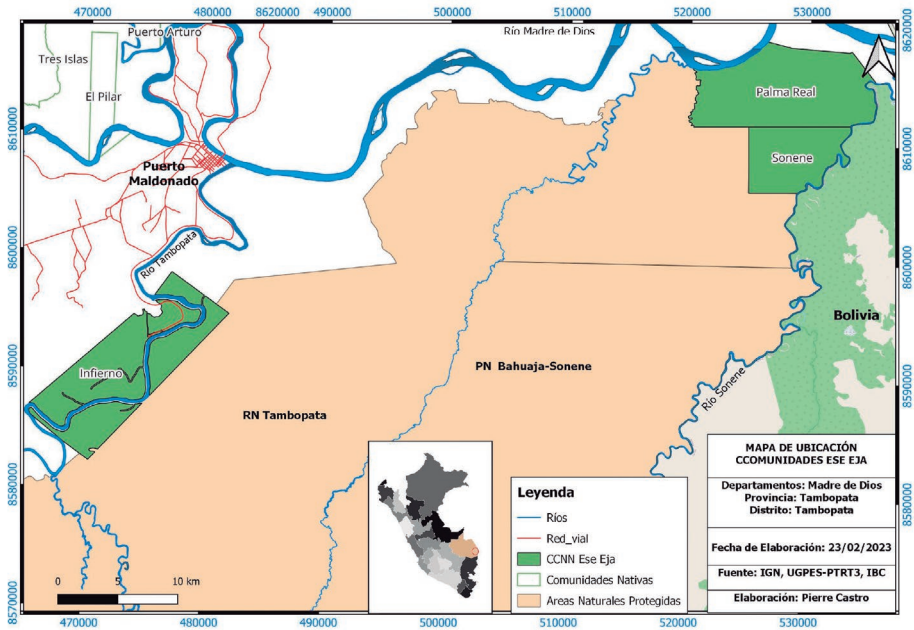 470000 480000 490000 500000 510000 520000 530000
8620000
8610000
8600000
8590000
8580000
8570000
8620000
8610000
8600000
8590000
8580000
Puerto Arturo
Río Madre de Dios
Tres Islas
El Pilar
Palma Real
Sonene
Puerto
Maldonado
Río Tambopata
Bolivia
Infierno
PN Bahuaja-Sonene
Río Sonene
RN Tambopata
0 5 10 km
Leyenda
Ríos
Red_vial
CCNN Ese Eja
Comunidades Nativas
Areas Naturales Protegidas
MAPA DE UBICACIÓN
CCOMUNIDADES ESE EJA
Departamentos: Madre de Dios
Provincia: Tambopata
Distrito: Tambopata
Fecha de Elaboración: 23/02/2023
Fuente: IGN, UGPES-PTRT3, IBC
Elaboración: Pierre Castro
470000 480000 490000 500000 510000 520000 530000